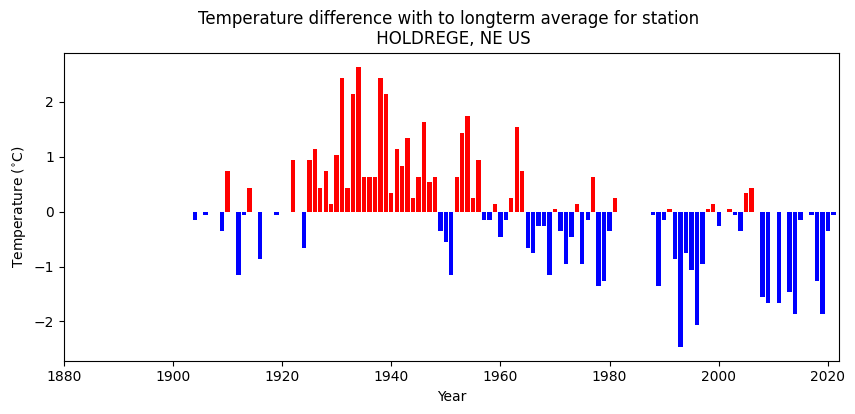 Temperature difference with to longterm average for station
HOLDREGE, NE US
Temperature (°C)
2
1
0
−1
−2
1880 1900 1920 1940 1960 1980 2000 2020
Year